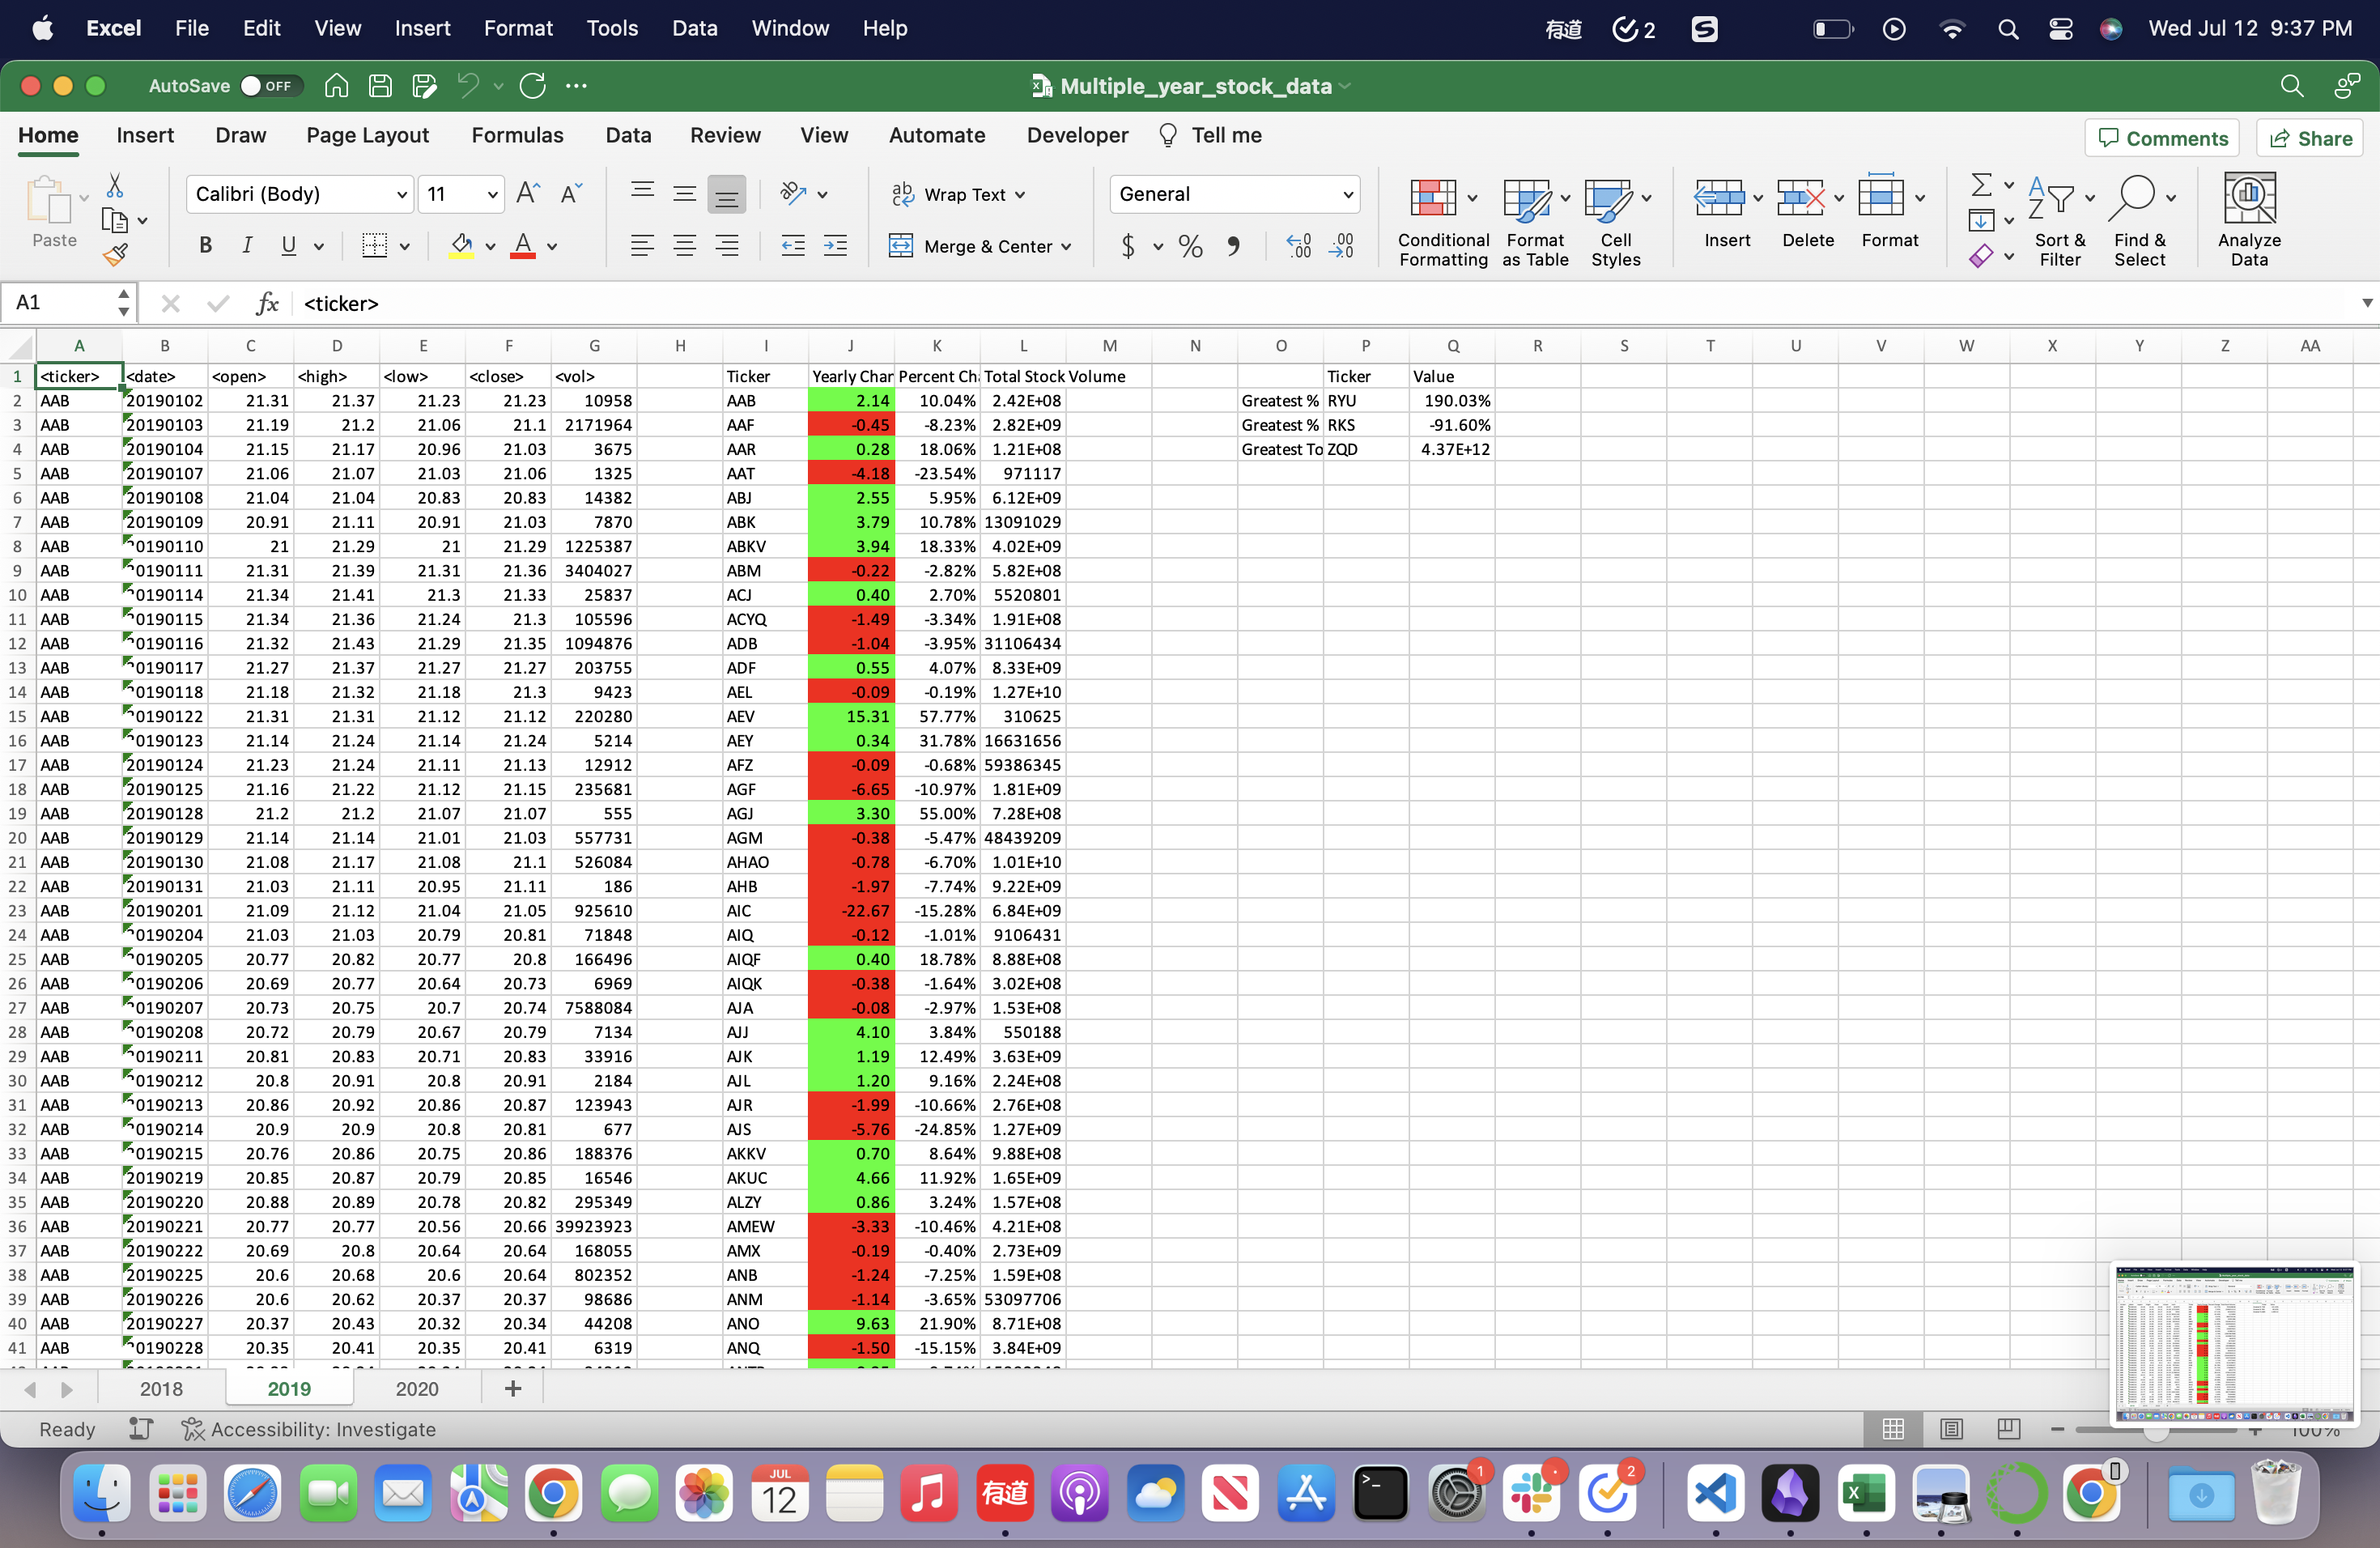 Excel File Edit View Insert Format Tools Data Window Help 有道 2 Wed Jul 12 9:37 PM
AutoSave OFF Multiple_year_stock_data
Home Insert Draw Page Layout Formulas Data Review View Automate Developer Tell me Comments Share
Paste Calibri (Body) 11 Wrap Text General Conditional Formatting Format as Table Cell Styles Insert Delete Format Sort & Filter Find & Select Analyze Data
B I U Merge & Center $ % 
A1 fx <ticker>
A B C D E F G H I J K L M N O P Q R S T U V W X Y Z AA
1 <ticker> <date> <open> <high> <low> <close> <vol> Ticker Yearly Char Percent Ch Total Stock Volume Ticker Value
2 AAB 20190102 21.31 21.37 21.23 21.23 10958 AAB 2.14 10.04% 2.42E+08 Greatest % RYU 190.03%
3 AAB 20190103 21.19 21.2 21.06 21.1 2171964 AAF -0.45 -8.23% 2.82E+09 Greatest % RKS -91.60%
4 AAB 20190104 21.15 21.17 20.96 21.03 3675 AAR 0.28 18.06% 1.21E+08 Greatest To ZQD 4.37E+12
5 AAB 20190107 21.06 21.07 21.03 21.06 1325 AAT -4.18 -23.54% 971117
6 AAB 20190108 21.04 21.04 20.83 20.83 14382 ABJ 2.55 5.95% 6.12E+09
7 AAB 20190109 20.91 21.11 20.91 21.03 7870 ABK 3.79 10.78% 13091029
8 AAB 20190110 21 21.29 21 21.29 1225387 ABKV 3.94 18.33% 4.02E+09
9 AAB 20190111 21.31 21.39 21.31 21.36 3404027 ABM -0.22 -2.82% 5.82E+08
10 AAB 20190114 21.34 21.41 21.3 21.33 25837 ACJ 0.40 2.70% 5520801
11 AAB 20190115 21.34 21.36 21.24 21.3 105596 ACYQ -1.49 -3.34% 1.91E+08
12 AAB 20190116 21.32 21.43 21.29 21.35 1094876 ADB -1.04 -3.95% 31106434
13 AAB 20190117 21.27 21.37 21.27 21.27 203755 ADF 0.55 4.07% 8.33E+09
14 AAB 20190118 21.18 21.32 21.18 21.3 9423 AEL -0.09 -0.19% 1.27E+10
15 AAB 20190122 21.31 21.31 21.12 21.12 220280 AEV 15.31 57.77% 310625
16 AAB 20190123 21.14 21.24 21.14 21.24 5214 AEY 0.34 31.78% 16631656
17 AAB 20190124 21.23 21.24 21.11 21.13 12912 AFZ -0.09 -0.68% 59386345
18 AAB 20190125 21.16 21.22 21.12 21.15 235681 AGF -6.65 -10.97% 1.81E+09
19 AAB 20190128 21.2 21.2 21.07 21.07 555 AGJ 3.30 55.00% 7.28E+08
20 AAB 20190129 21.14 21.14 21.01 21.03 557731 AGM -0.38 -5.47% 48439209
21 AAB 20190130 21.08 21.17 21.08 21.1 526084 AHAO -0.78 -6.70% 1.01E+10
22 AAB 20190131 21.03 21.11 20.95 21.11 186 AHB -1.97 -7.74% 9.22E+09
23 AAB 20190201 21.09 21.12 21.04 21.05 925610 AIC -22.67 -15.28% 6.84E+09
24 AAB 20190204 21.03 21.03 20.79 20.81 71848 AIQ -0.12 -1.01% 9106431
25 AAB 20190205 20.77 20.82 20.77 20.8 166496 AIQF 0.40 18.78% 8.88E+08
26 AAB 20190206 20.69 20.77 20.64 20.73 6969 AIQK -0.38 -1.64% 3.02E+08
27 AAB 20190207 20.73 20.75 20.7 20.74 7588084 AJA -0.08 -2.97% 1.53E+08
28 AAB 20190208 20.72 20.79 20.67 20.79 7134 AJJ 4.10 3.84% 550188
29 AAB 20190211 20.81 20.83 20.71 20.83 33916 AJK 1.19 12.49% 3.63E+09
30 AAB 20190212 20.8 20.91 20.8 20.91 2184 AJL 1.20 9.16% 2.24E+08
31 AAB 20190213 20.86 20.92 20.86 20.87 123943 AJR -1.99 -10.66% 2.76E+08
32 AAB 20190214 20.9 20.9 20.8 20.81 677 AJS -5.76 -24.85% 1.27E+09
33 AAB 20190215 20.76 20.86 20.75 20.86 188376 AKKV 0.70 8.64% 9.88E+08
34 AAB 20190219 20.85 20.87 20.79 20.85 16546 AKUC 4.66 11.92% 1.65E+09
35 AAB 20190220 20.88 20.89 20.78 20.82 295349 ALZY 0.86 3.24% 1.57E+08
36 AAB 20190221 20.77 20.77 20.56 20.66 39923923 AMEW -3.33 -10.46% 4.21E+08
37 AAB 20190222 20.69 20.8 20.64 20.64 168055 AMX -0.19 -0.40% 2.73E+09
38 AAB 20190225 20.6 20.68 20.6 20.64 802352 ANB -1.24 -7.25% 1.59E+08
39 AAB 20190226 20.6 20.62 20.37 20.37 98686 ANM -1.14 -3.65% 53097706
40 AAB 20190227 20.37 20.43 20.32 20.34 44208 ANO 9.63 21.90% 8.71E+08
41 AAB 20190228 20.35 20.41 20.35 20.41 6319 ANQ -1.50 -15.15% 3.84E+09
2018 2019 2020 +
Ready Accessibility: Investigate 100%
JUL 12 有道 1 2